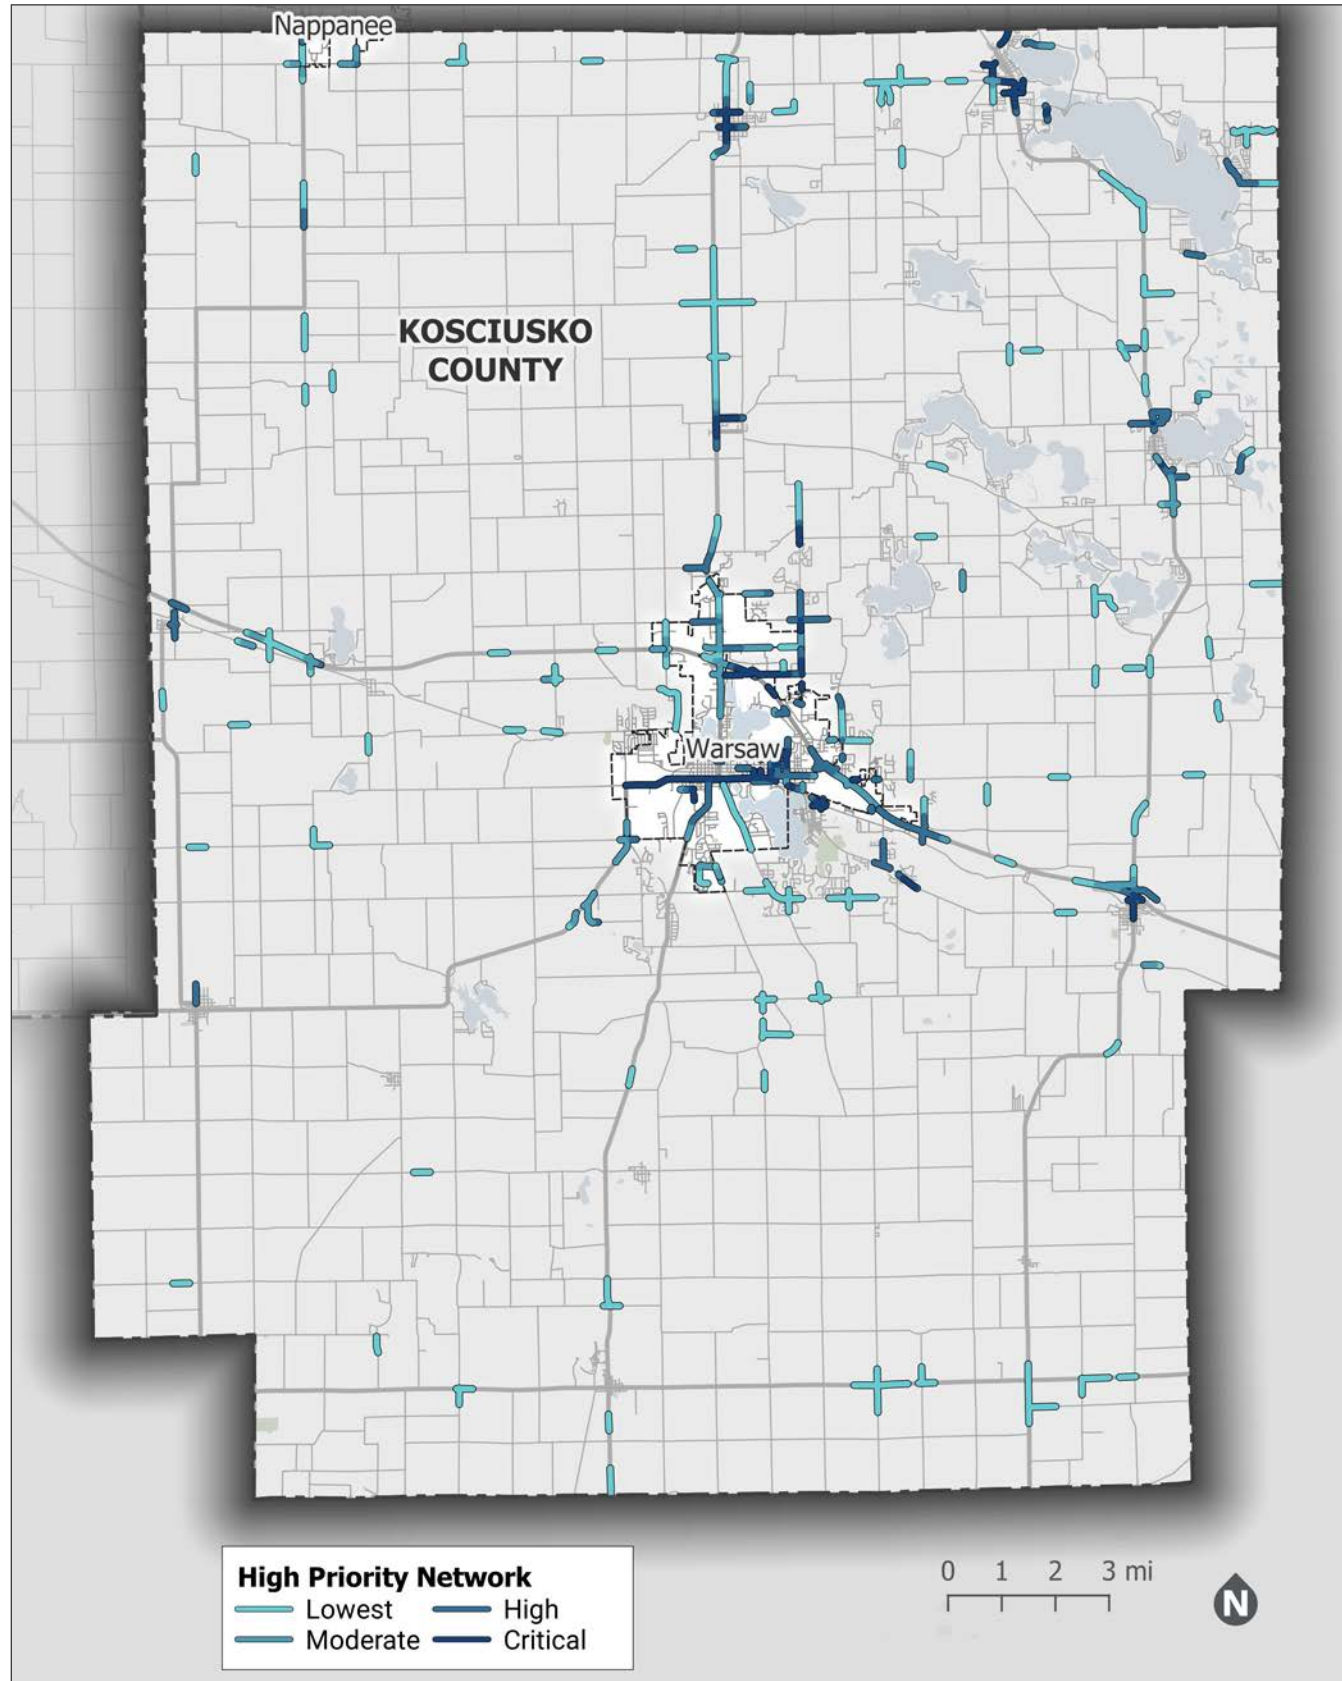 Nappanee
KOSCIUSKO
COUNTY
Warsaw
High Priority Network
Lowest
High
Moderate
Critical
0 1 2 3 mi
N